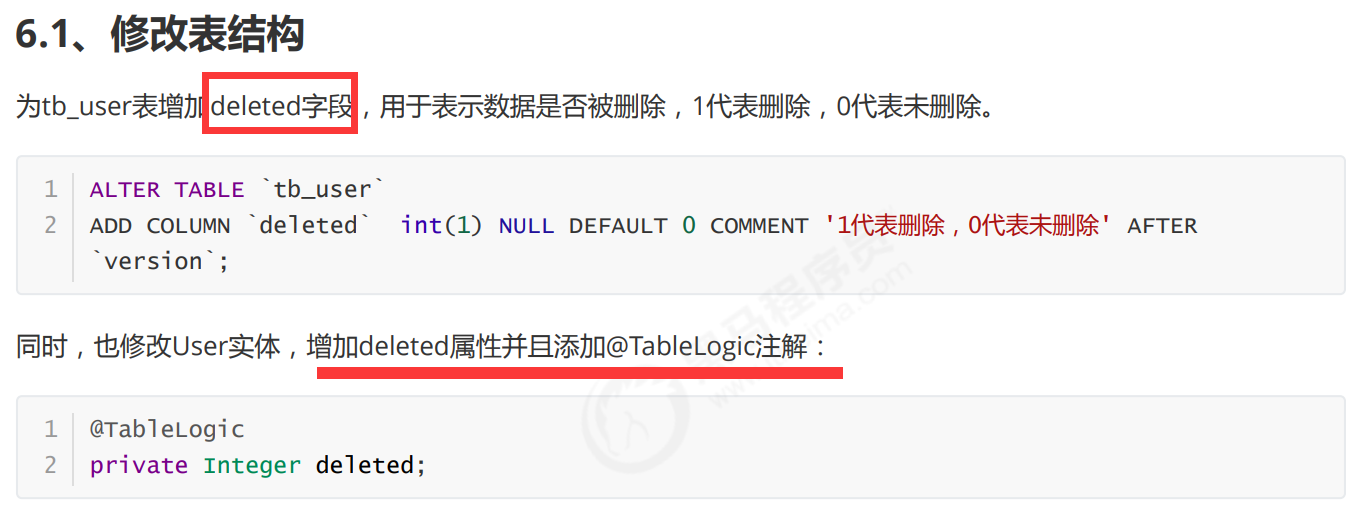 6.1、修改表结构
为tb_user表增加deleted字段，用于表示数据是否被删除，1代表删除，0代表未删除。
1 ALTER TABLE `tb_user`
2 ADD COLUMN `deleted`  int(1) NULL DEFAULT 0 COMMENT '1代表删除，0代表未删除' AFTER
`version`;
同时，也修改User实体，增加deleted属性并且添加@TableLogic注解：
1 @TableLogic
2 private Integer deleted;
马程序员